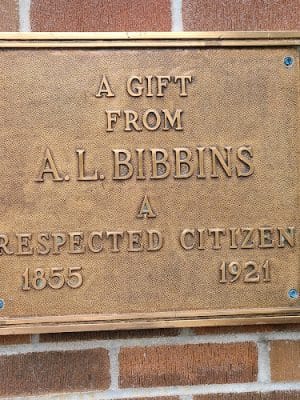 A GIFT
FROM
A. L. BIBBINS
A
RESPECTED CITIZEN
1855 1921